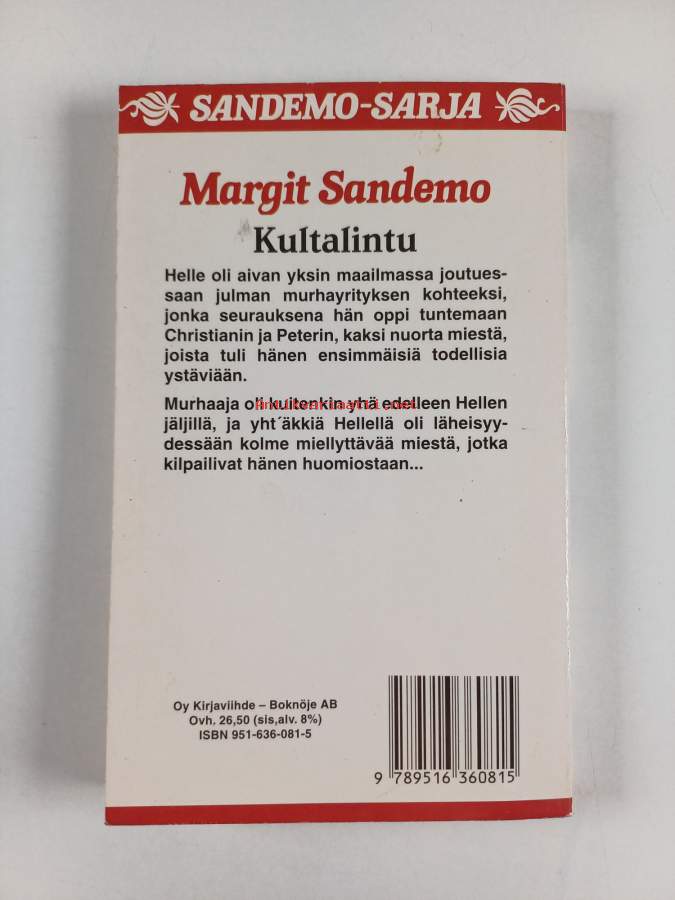 SANDEMO-SARJA
Margit Sandemo
Kultalintu
Helle oli aivan yksin maailmassa joutues-
saan julman murhayrityksen kohteeksi,
jonka seurauksena hän oppi tuntemaan
Christianin ja Peterin, kaksi nuorta miestä,
joista tuli hänen ensimmäisiä todellisia
ystäviään.
Murhaaja oli kuitenkin yhä edelleen Hellen
antikvariaatti.net
jäljillä, ja yht´äkkiä Hellellä oli läheisyy-
dessään kolme miellyttävää miestä, jotka
kilpailivat hänen huomiostaan...
Oy Kirjaviihde – Boknöje AB
Ovh. 26,50 (sis,alv. 8%)
ISBN 951-636-081-5
9 789516 360815